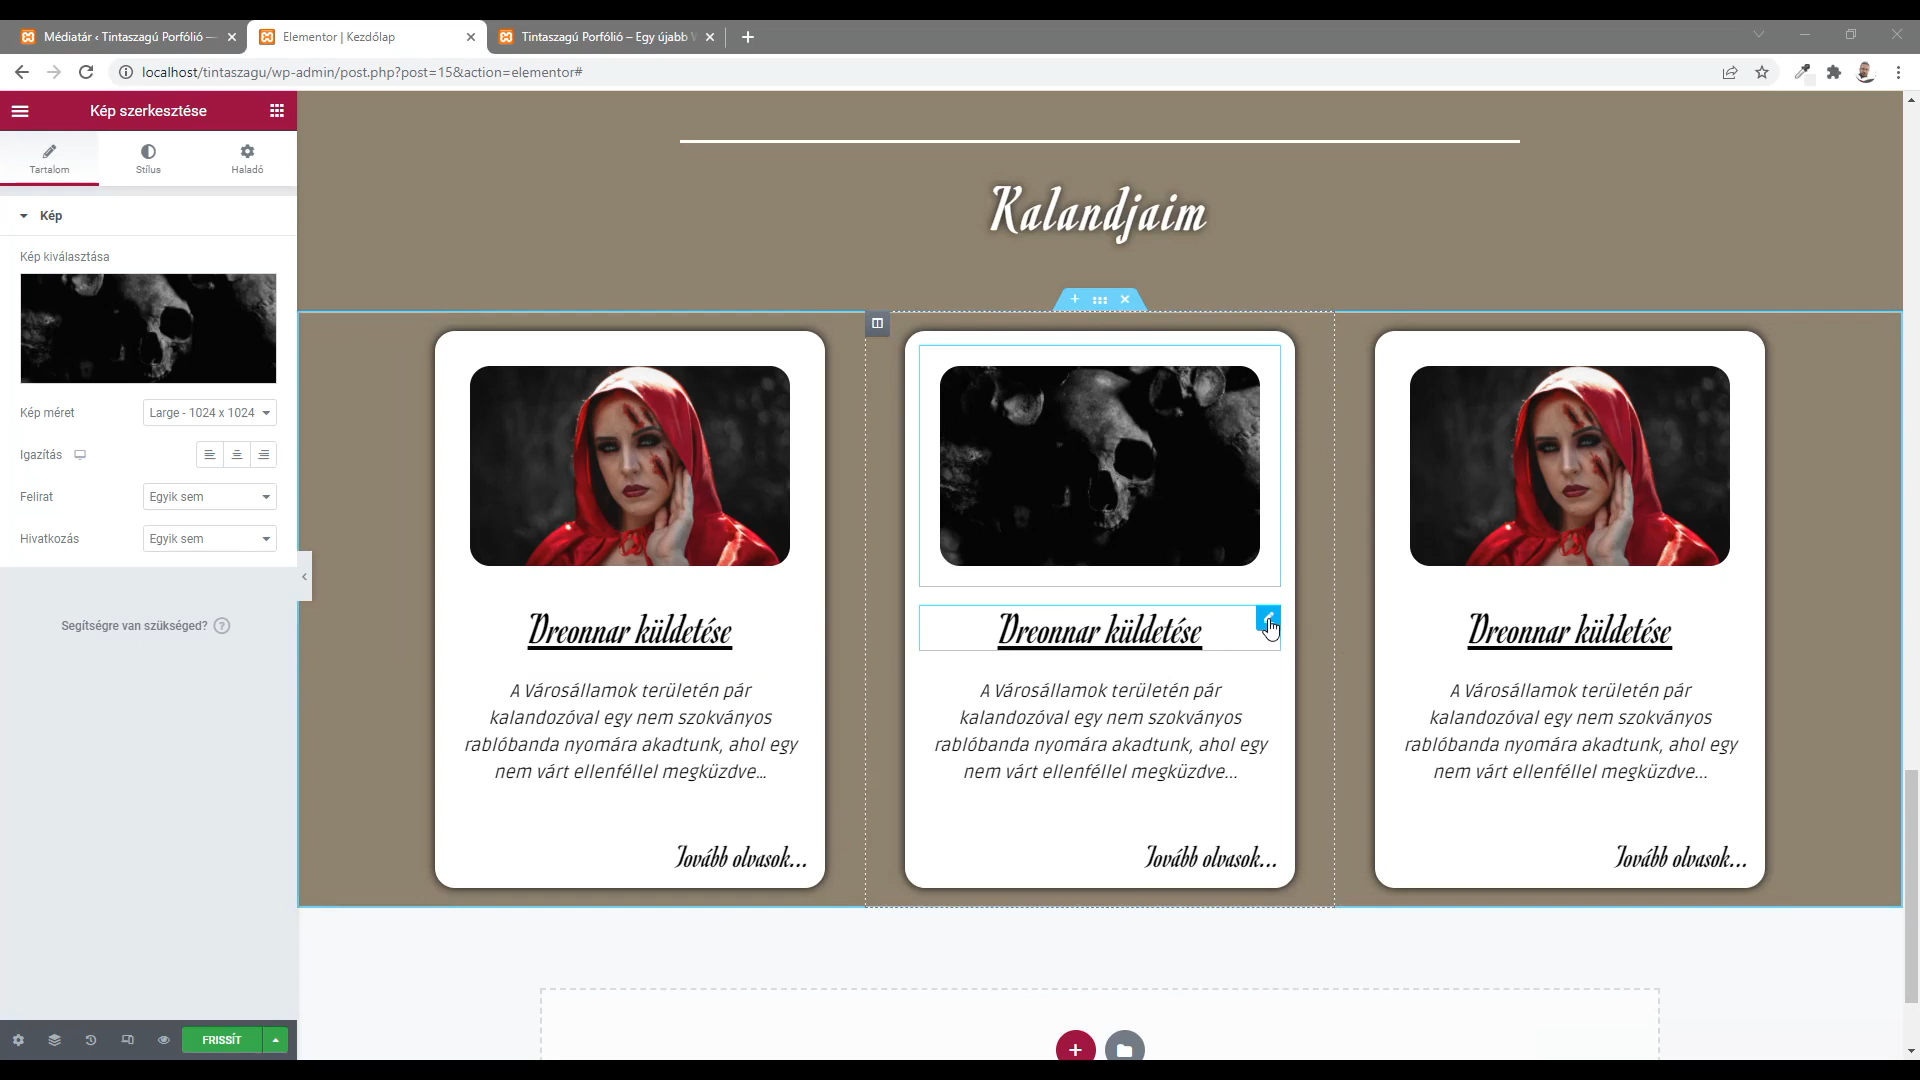 Médiatár ‹ Tintaszagú Porfólió —
Elementor | Kezdőlap
Tintaszagú Porfólió – Egy újabb
localhost/tintaszagu/wp-admin/post.php?post=15&action=elementor#
Kép szerkesztése
Tartalom
Stílus
Haladó
Kép
Kép kiválasztása
Kép méret
Large - 1024 x 1024
Igazítás
Felirat
Egyik sem
Hivatkozás
Egyik sem
Segítségre van szükséged? ?
FRISSÍT
Kalandjaim
Dreonnar küldetése
A Városállamok területén pár
kalandozóval egy nem szokványos
rablóbanda nyomára akadtunk, ahol egy
nem várt ellenféllel megküzdve...
Tovább olvasok...
Dreonnar küldetése
A Városállamok területén pár
kalandozóval egy nem szokványos
rablóbanda nyomára akadtunk, ahol egy
nem várt ellenféllel megküzdve...
Tovább olvasok...
Dreonnar küldetése
A Városállamok területén pár
kalandozóval egy nem szokványos
rablóbanda nyomára akadtunk, ahol egy
nem várt ellenféllel megküzdve...
Tovább olvasok...